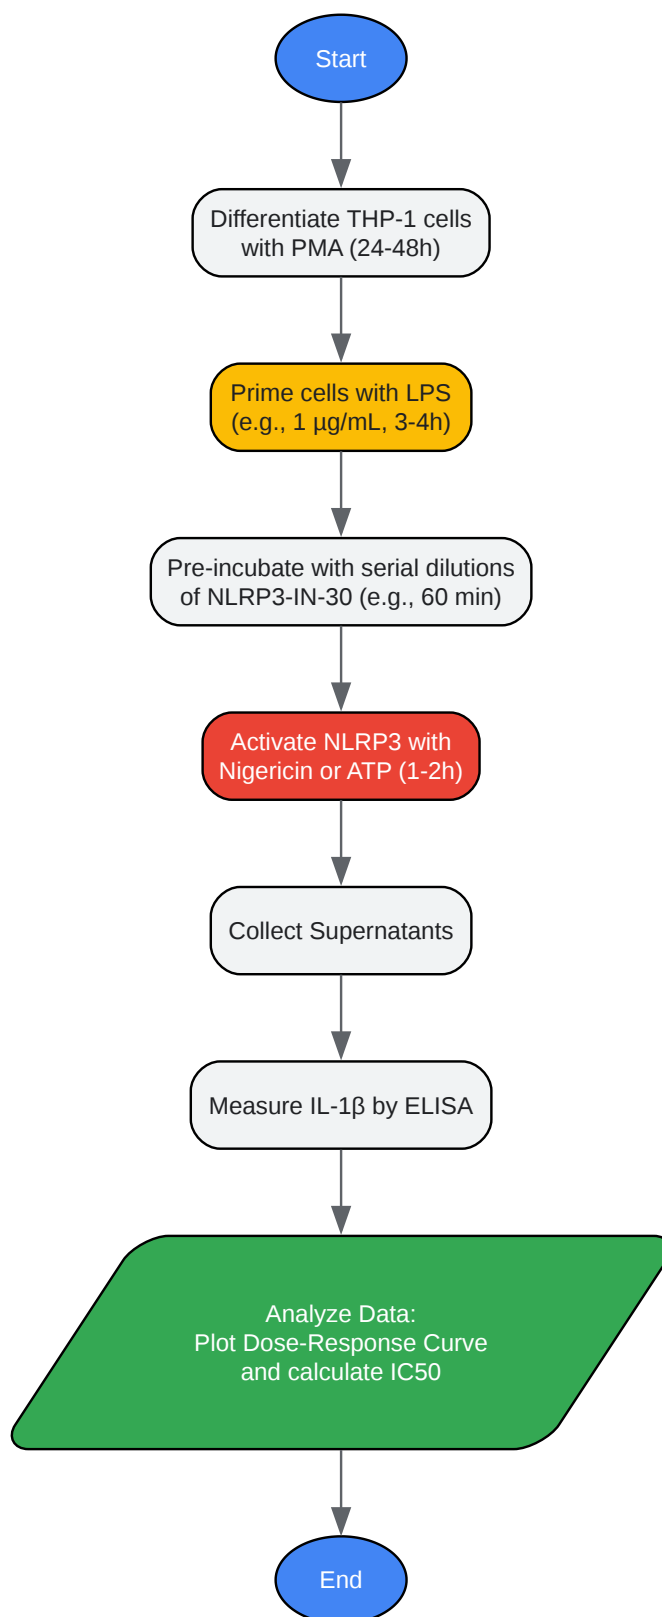 Start
Differentiate THP-1 cells
with PMA (24-48h)
Prime cells with LPS
(e.g., 1 µg/mL, 3-4h)
Pre-incubate with serial dilutions
of NLRP3-IN-30 (e.g., 60 min)
Activate NLRP3 with
Nigericin or ATP (1-2h)
Collect Supernatants
Measure IL-1β by ELISA
Analyze Data:
Plot Dose-Response Curve
and calculate IC50
End